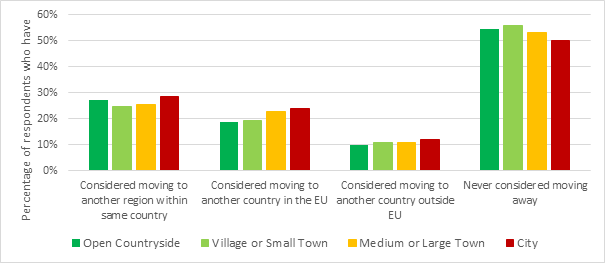 Percentage of respondents who have
60%
50%
40%
30%
20%
10%
0%
Considered moving to
another region within
same country
Considered moving to
another country in the EU
Considered moving to
another country outside
EU
Never considered moving
away
Open Countryside
Village or Small Town
Medium or Large Town
City